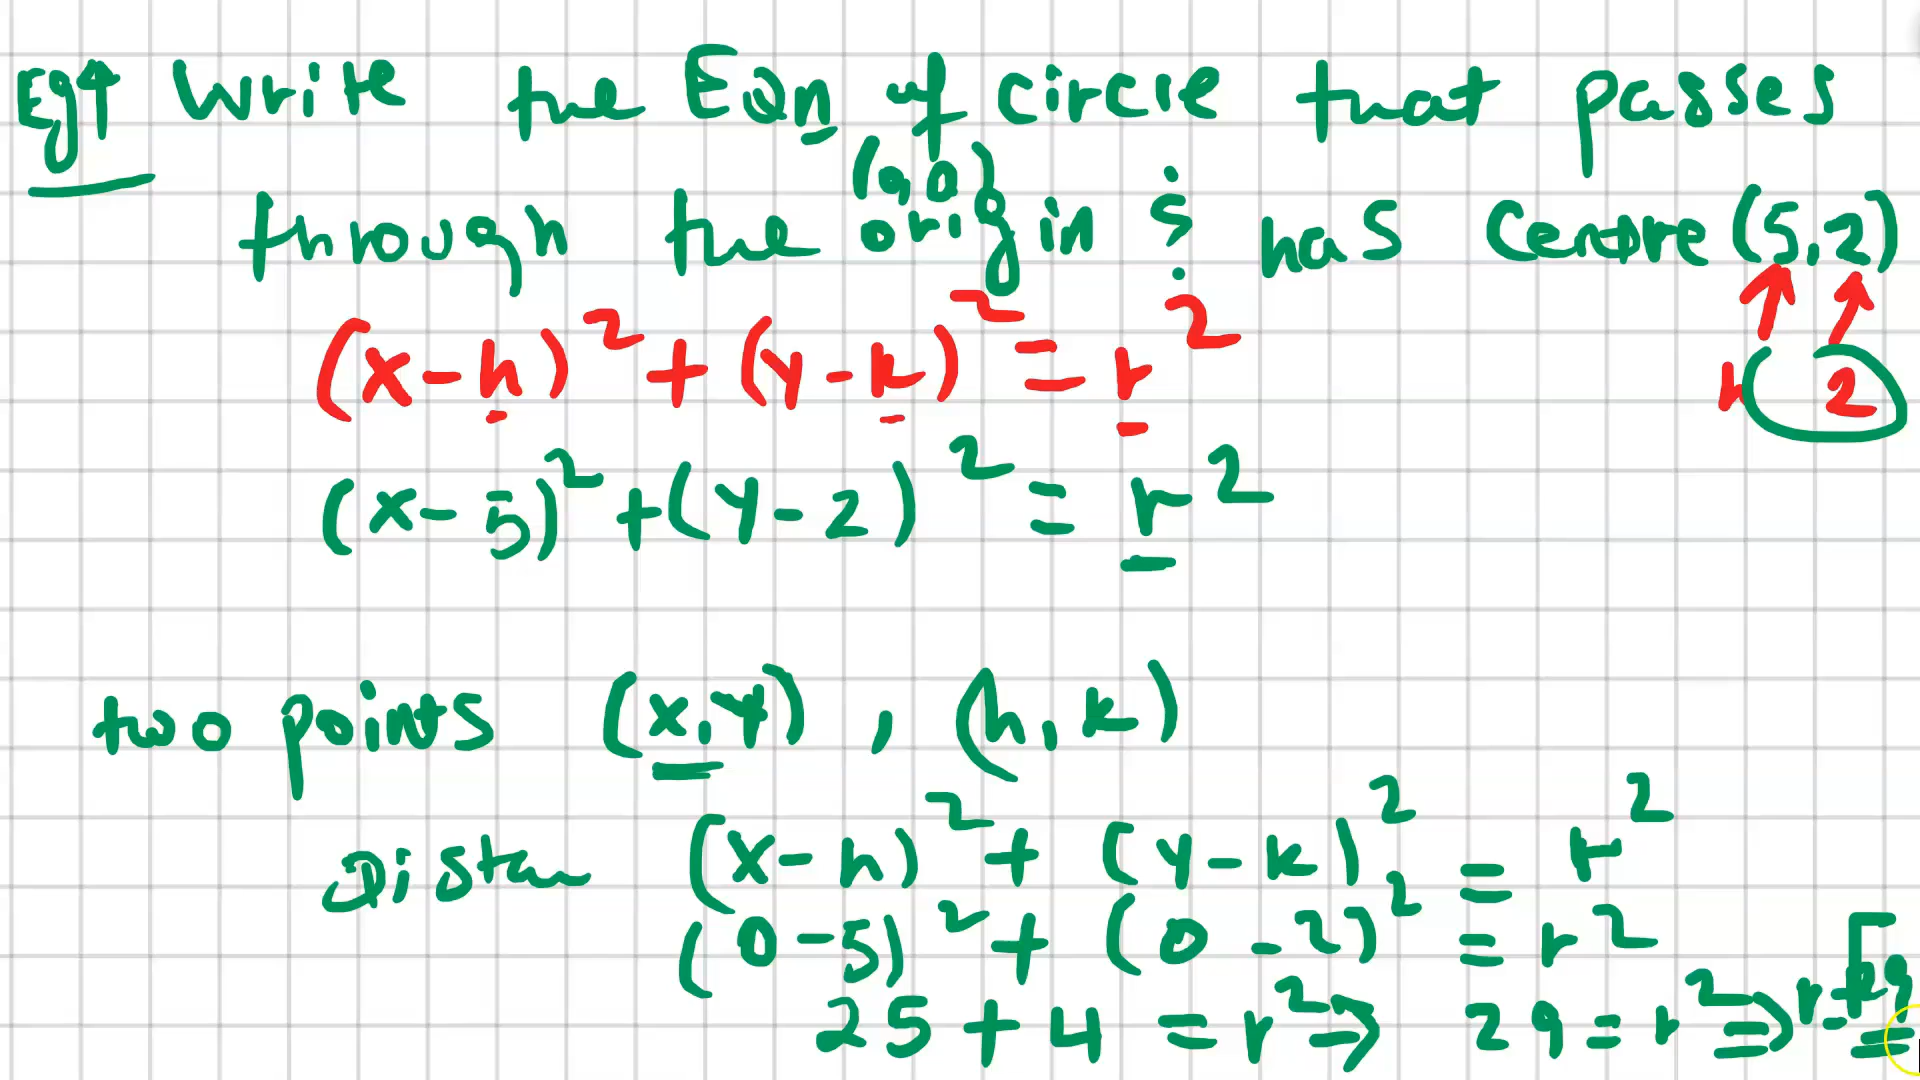 Eg4 Write the Eqn of circle that passes
(0,0)
through the origin & has Centre (5,2)
(x-h)² + (y-k)² = r²
h 2
(x-5)² + (y-2)² = r²
two points (x,y) , (h,k)
Distan (x-h)² + (y-k)² = r²
(0-5)² + (0-2)² = r²
25 + 4 = r² ⇒ 29 = r² ⇒ r = √29